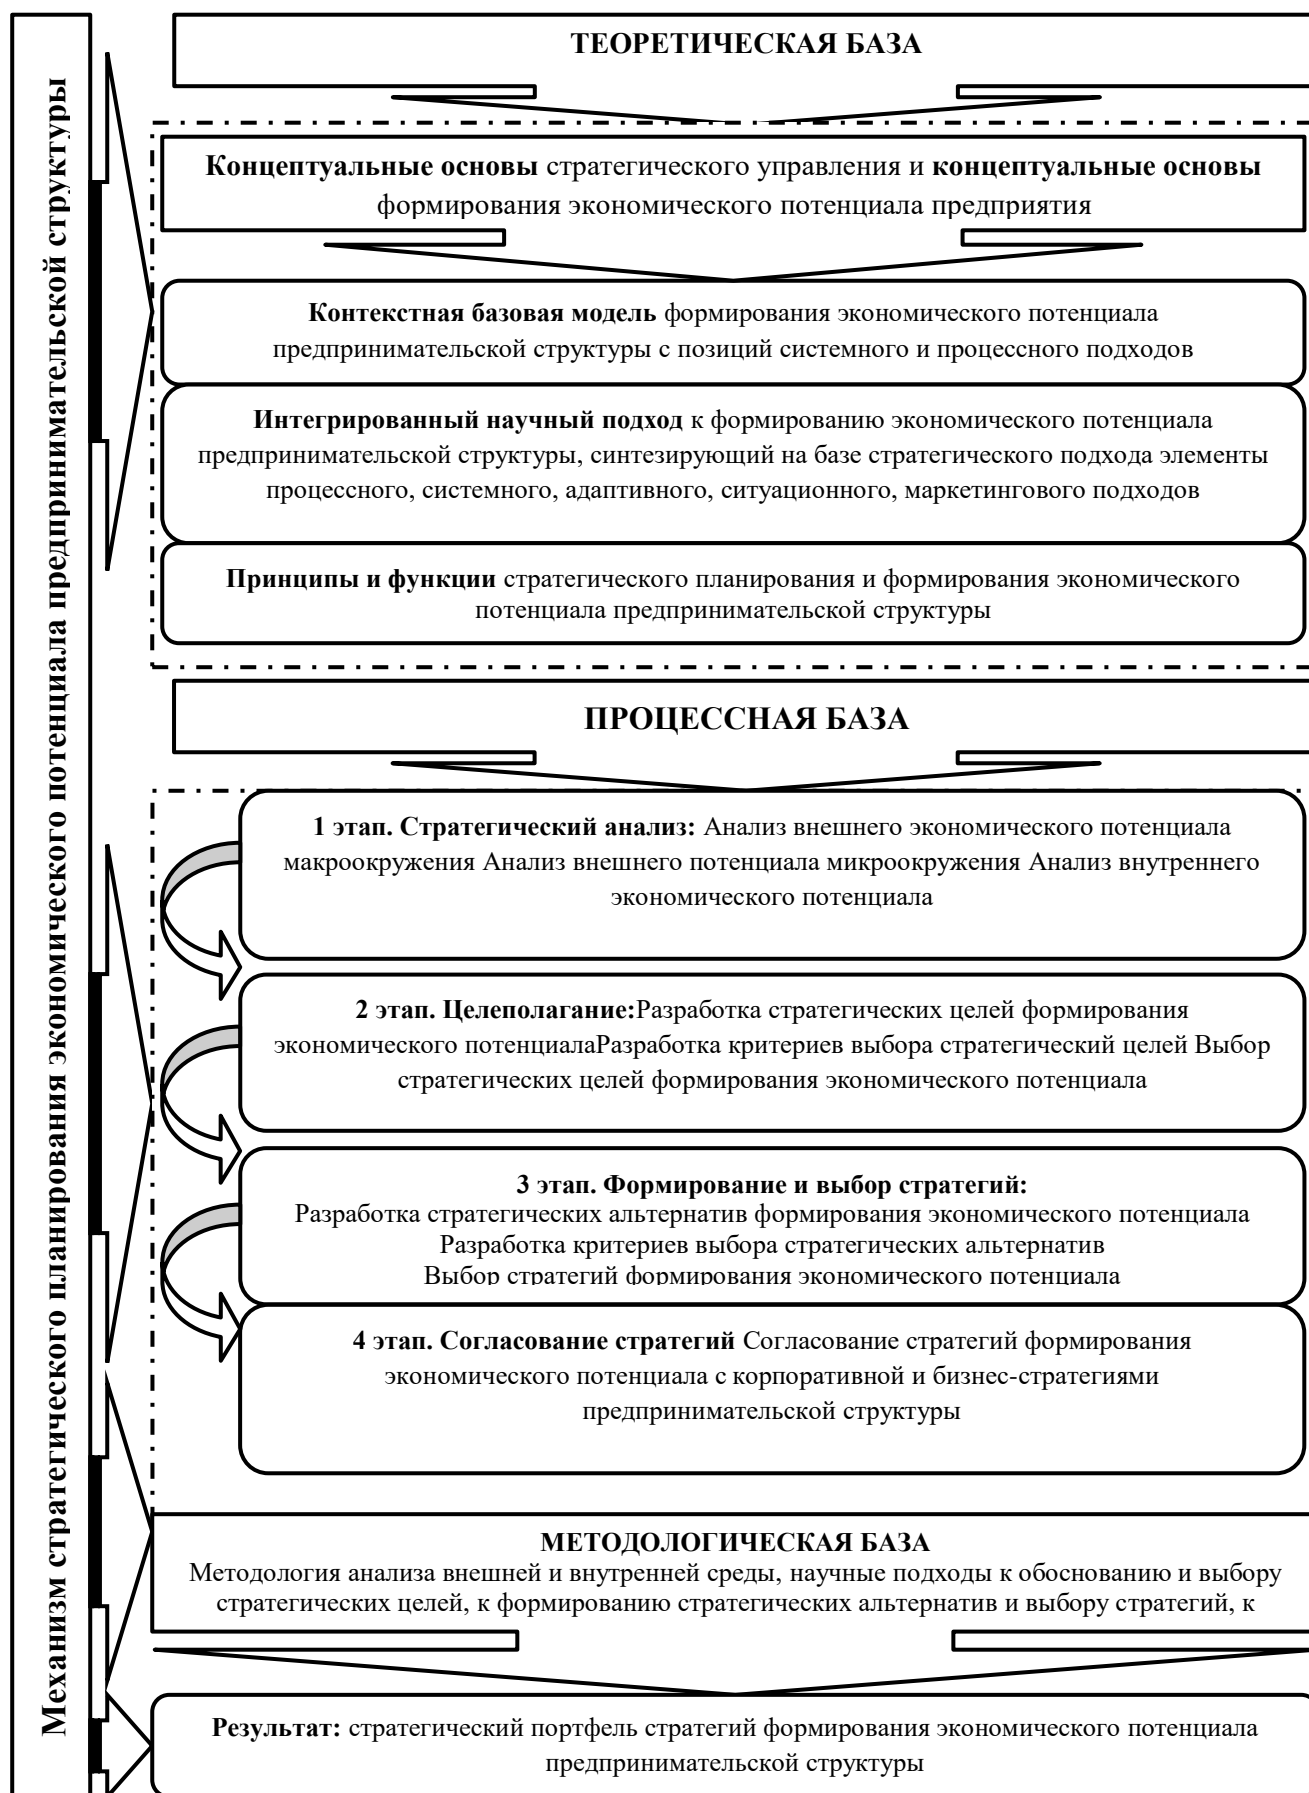 Механизм стратегического планирования экономического потенциала предпринимательской структуры
ТЕОРЕТИЧЕСКАЯ БАЗА
Концептуальные основы стратегического управления и концептуальные основы
формирования экономического потенциала предприятия
Контекстная базовая модель формирования экономического потенциала
предпринимательской структуры с позиций системного и процессного подходов
Интегрированный научный подход к формированию экономического потенциала
предпринимательской структуры, синтезирующий на базе стратегического подхода элементы
процессного, системного, адаптивного, ситуационного, маркетингового подходов
Принципы и функции стратегического планирования и формирования экономического
потенциала предпринимательской структуры
ПРОЦЕССНАЯ БАЗА
1 этап. Стратегический анализ: Анализ внешнего экономического потенциала
макроокружения Анализ внешнего потенциала микроокружения Анализ внутреннего
экономического потенциала
2 этап. Целеполагание:Разработка стратегических целей формирования
экономического потенциалаРазработка критериев выбора стратегический целей Выбор
стратегических целей формирования экономического потенциала
3 этап. Формирование и выбор стратегий:
Разработка стратегических альтернатив формирования экономического потенциала
Разработка критериев выбора стратегических альтернатив
Выбор стратегий формирования экономического потенциала
4 этап. Согласование стратегий Согласование стратегий формирования
экономического потенциала с корпоративной и бизнес-стратегиями
предпринимательской структуры
МЕТОДОЛОГИЧЕСКАЯ БАЗА
Методология анализа внешней и внутренней среды, научные подходы к обоснованию и выбору
стратегических целей, к формированию стратегических альтернатив и выбору стратегий, к
Результат: стратегический портфель стратегий формирования экономического потенциала
предпринимательской структуры